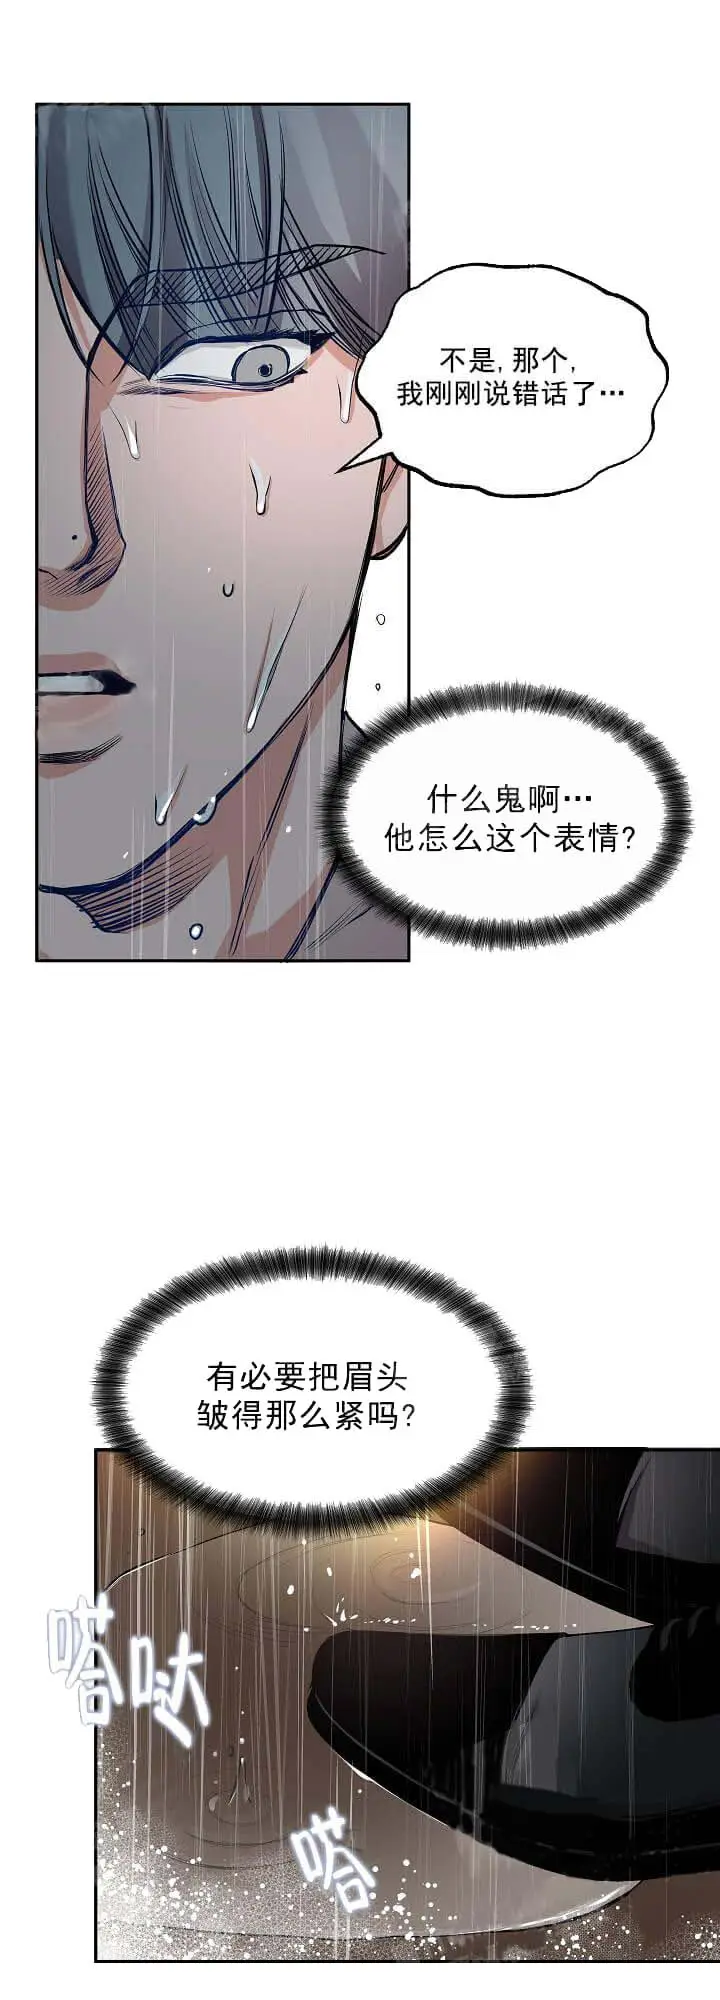 不是,那个,
我刚刚说错话了…
什么鬼啊…
他怎么这个表情?
有必要把眉头
皱得那么紧吗?
嗒哒
嗒